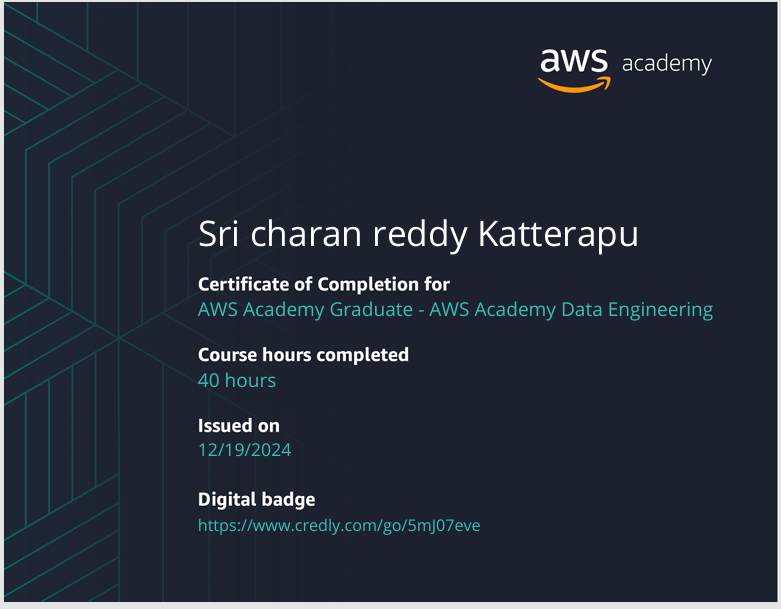 aws academy
Sri charan reddy Katterapu
Certificate of Completion for
AWS Academy Graduate - AWS Academy Data Engineering
Course hours completed
40 hours
Issued on
12/19/2024
Digital badge
https://www.credly.com/go/5mJ07eve